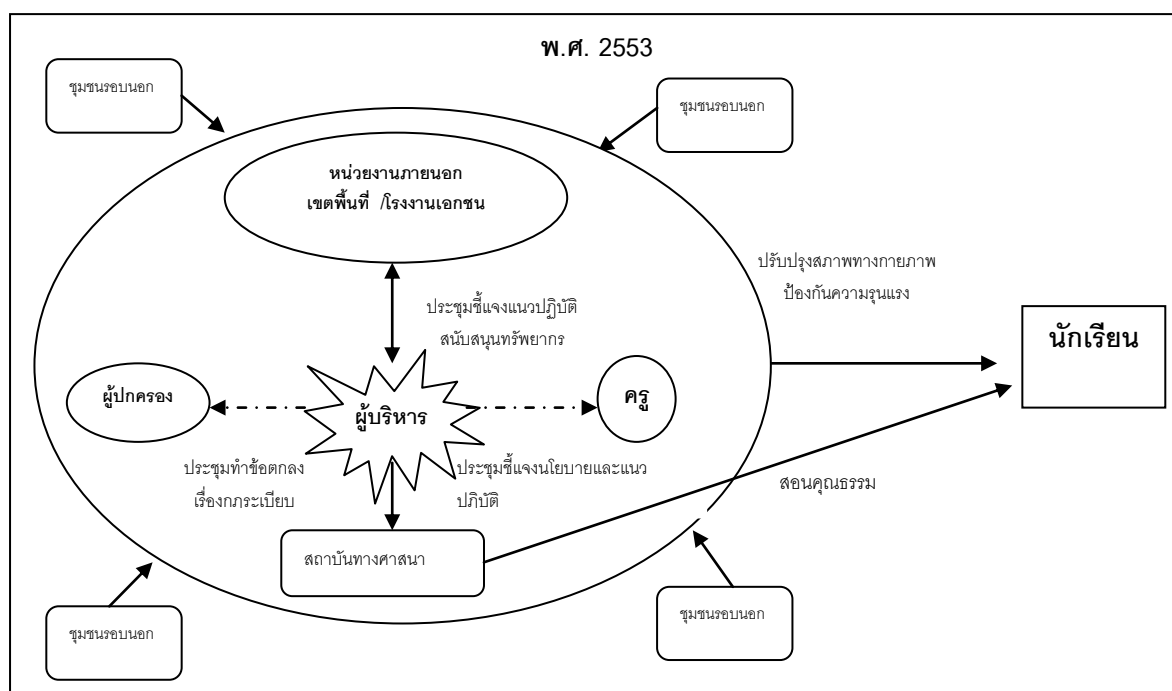 พ.ศ. 2553
ชุมชนรอบนอก
ชุมชนรอบนอก
หน่วยงานภายนอก
เขตพื้นที่ /โรงงานเอกชน
ปรับปรุงสภาพทางกายภาพ
ป้องกันความรุนแรง
ประชุมชี้แจงแนวปฏิบัติ
สนับสนุนทรัพยากร
นักเรียน
ผู้ปกครอง
ผู้บริหาร
ครู
ประชุมทำข้อตกลง
เรื่องกฎระเบียบ
ประชุมชี้แจงนโยบายและแนว
ปฏิบัติ
สอนคุณธรรม
สถาบันทางศาสนา
ชุมชนรอบนอก
ชุมชนรอบนอก